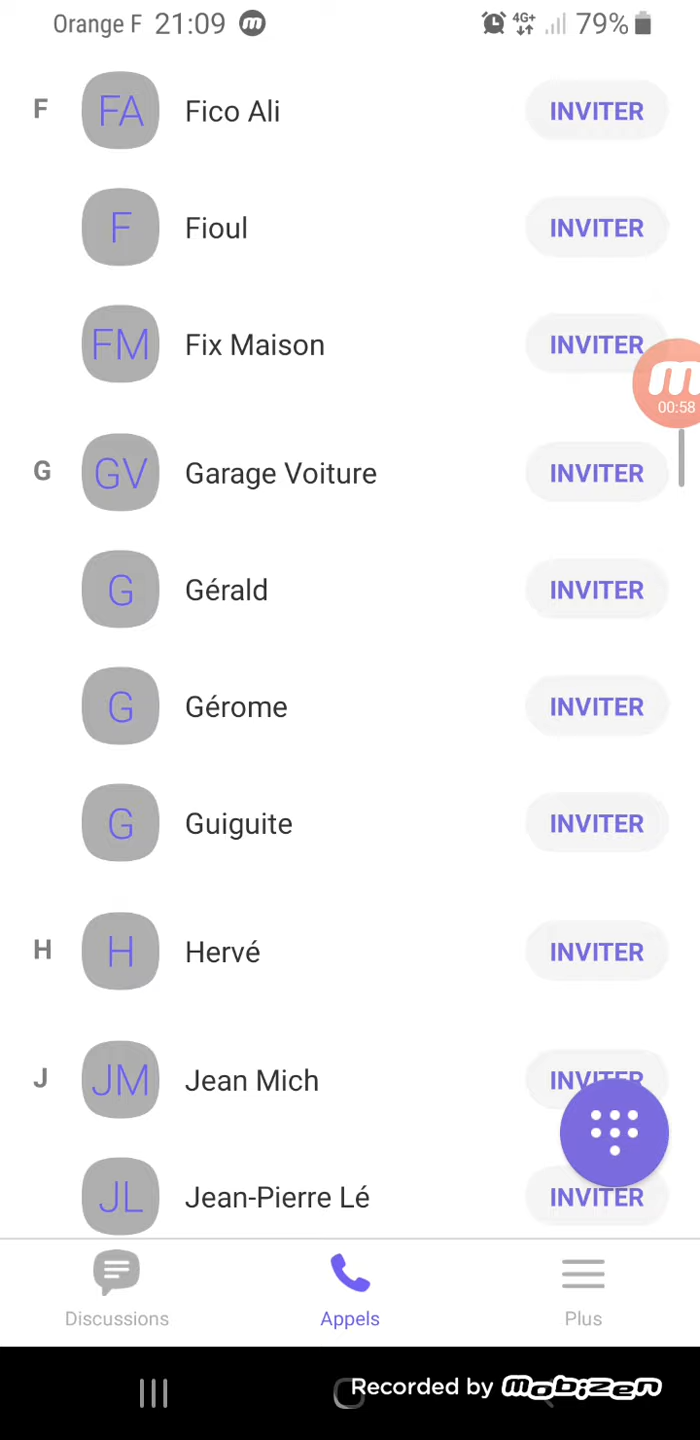 Orange F 21:09 m 4G+ 79%
F FA Fico Ali INVITER
F Fioul INVITER
FM Fix Maison INVITER
m
00:58
G GV Garage Voiture INVITER
G Gérald INVITER
G Gérome INVITER
G Guiguite INVITER
H H Hervé INVITER
J JM Jean Mich INVITER
JL Jean-Pierre Lé INVITER
Discussions Appels Plus
Recorded by mobizen